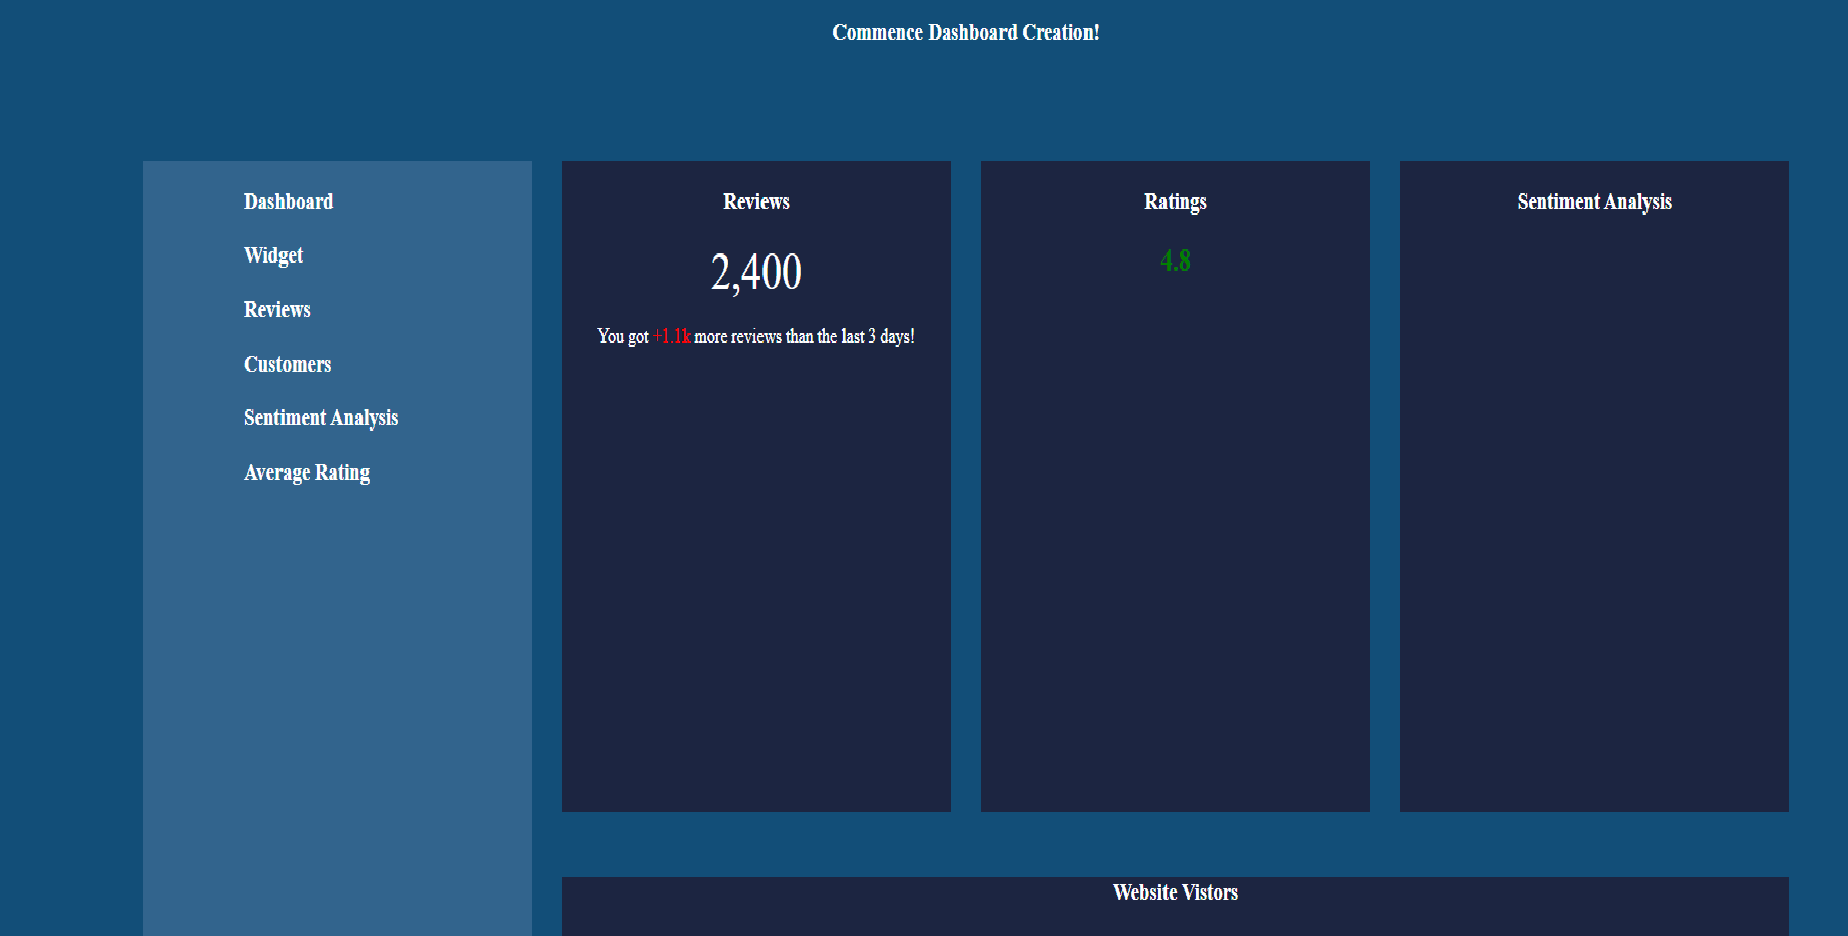 Commence Dashboard Creation!
Dashboard
Widget
Reviews
Customers
Sentiment Analysis
Average Rating
Reviews
2,400
You got +1.1k more reviews than the last 3 days!
Ratings
4.8
Sentiment Analysis
Website Vistors